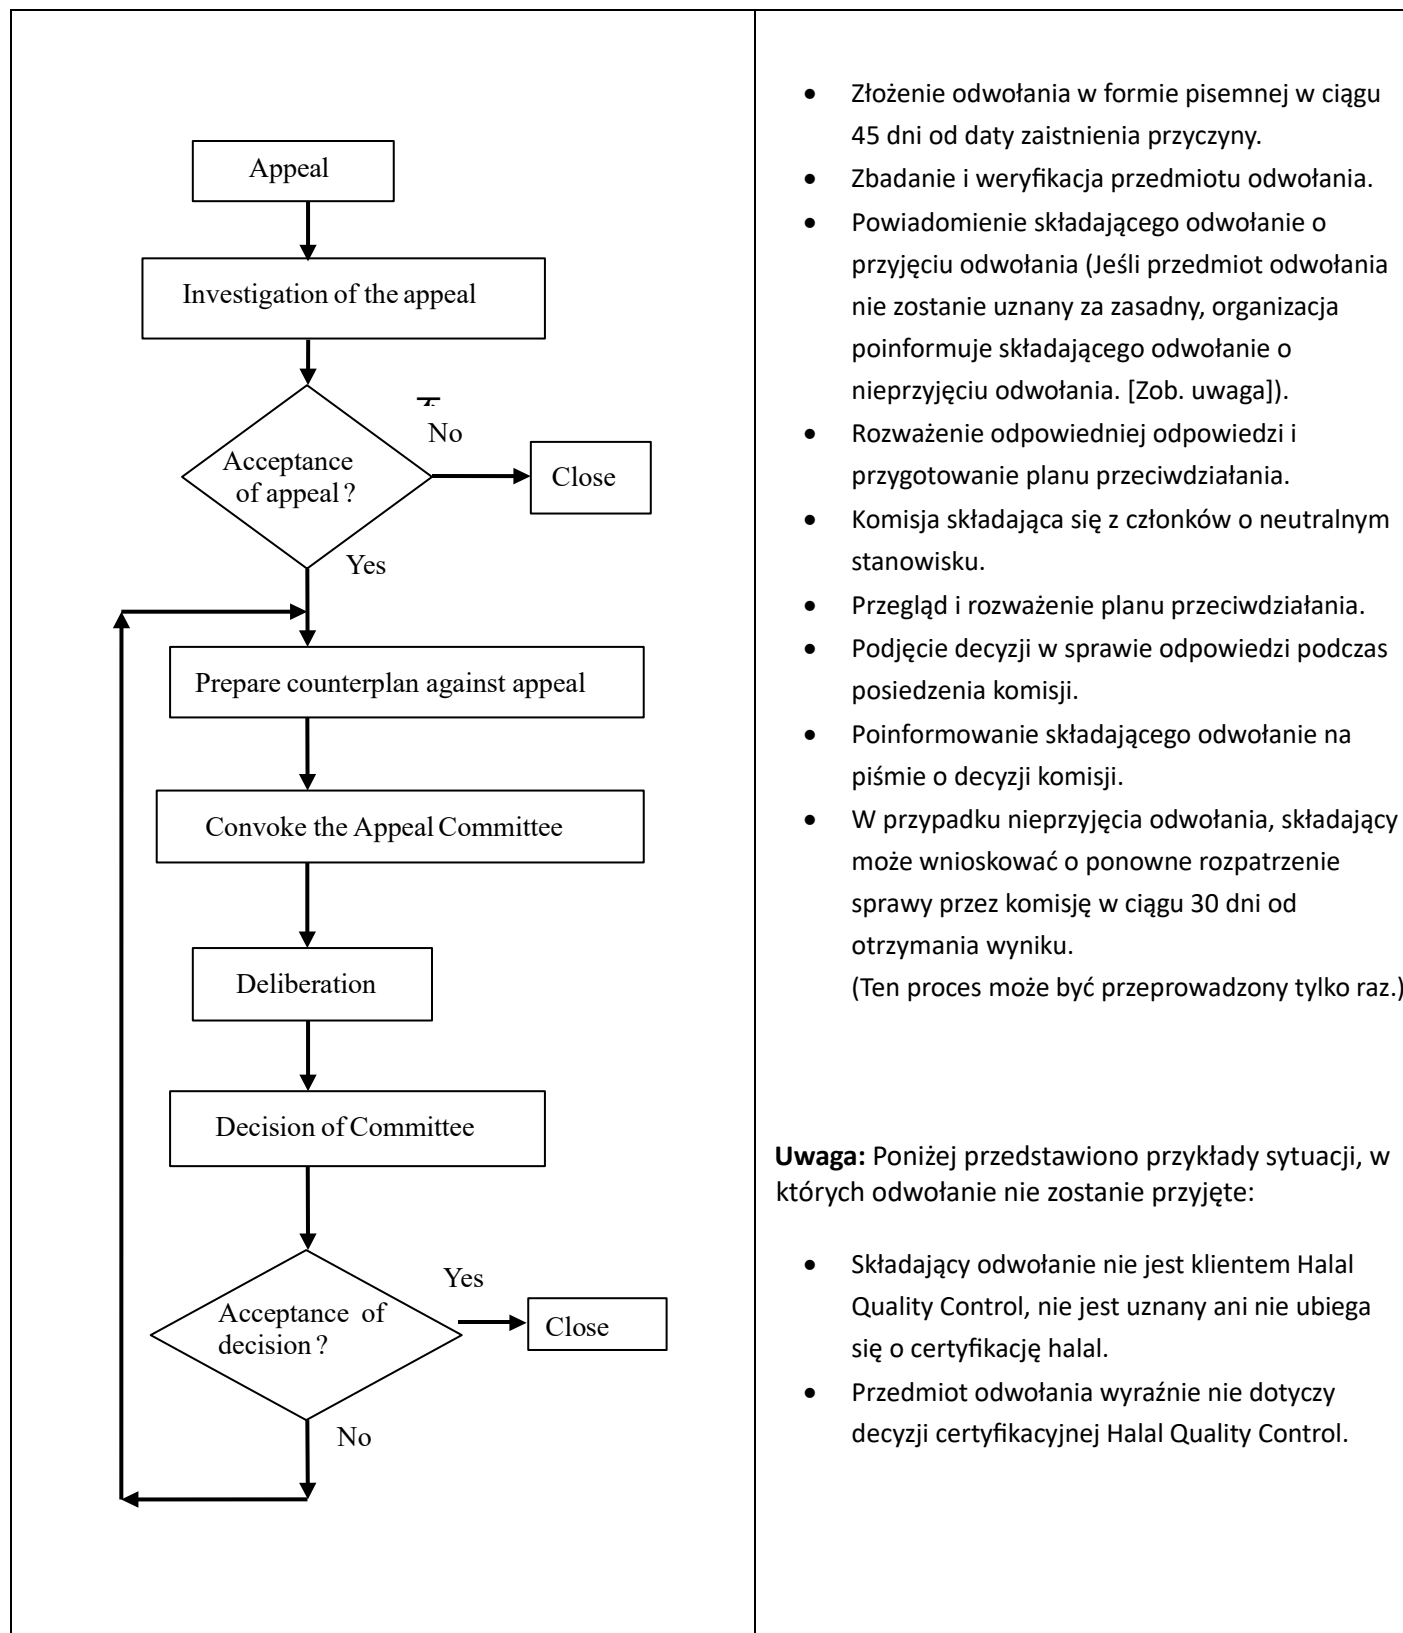 Appeal
Investigation of the appeal
No
Acceptance
of appeal ?
Close
Yes
Prepare counterplan against appeal
Convoke the Appeal Committee
Deliberation
Decision of Committee
Yes
Acceptance of
decision ?
Close
No
• Złożenie odwołania w formie pisemnej w ciągu
45 dni od daty zaistnienia przyczyny.
• Zbadanie i weryfikacja przedmiotu odwołania.
• Powiadomienie składającego odwołanie o
przyjęciu odwołania (Jeśli przedmiot odwołania
nie zostanie uznany za zasadny, organizacja
poinformuje składającego odwołanie o
nieprzyjęciu odwołania. [Zob. uwaga]).
• Rozważenie odpowiedniej odpowiedzi i
przygotowanie planu przeciwdziałania.
• Komisja składająca się z członków o neutralnym
stanowisku.
• Przegląd i rozważenie planu przeciwdziałania.
• Podjęcie decyzji w sprawie odpowiedzi podczas
posiedzenia komisji.
• Poinformowanie składającego odwołanie na
piśmie o decyzji komisji.
• W przypadku nieprzyjęcia odwołania, składający
może wnioskować o ponowne rozpatrzenie
sprawy przez komisję w ciągu 30 dni od
otrzymania wyniku.
(Ten proces może być przeprowadzony tylko raz.)
Uwaga: Poniżej przedstawiono przykłady sytuacji, w
których odwołanie nie zostanie przyjęte:
• Składający odwołanie nie jest klientem Halal
Quality Control, nie jest uznany ani nie ubiega
się o certyfikację halal.
• Przedmiot odwołania wyraźnie nie dotyczy
decyzji certyfikacyjnej Halal Quality Control.